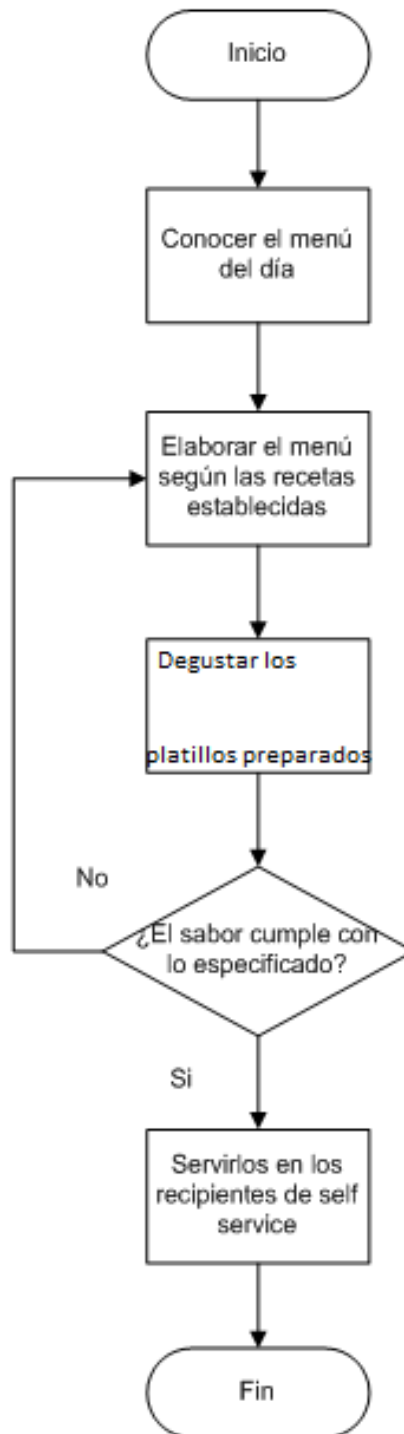 Inicio
Conocer el menú
del día
Elaborar el menú
según las recetas
establecidas
Degustar los
platillos preparados
¿El sabor cumple con
lo especificado?
No
Si
Servirlos en los
recipientes de self
service
Fin